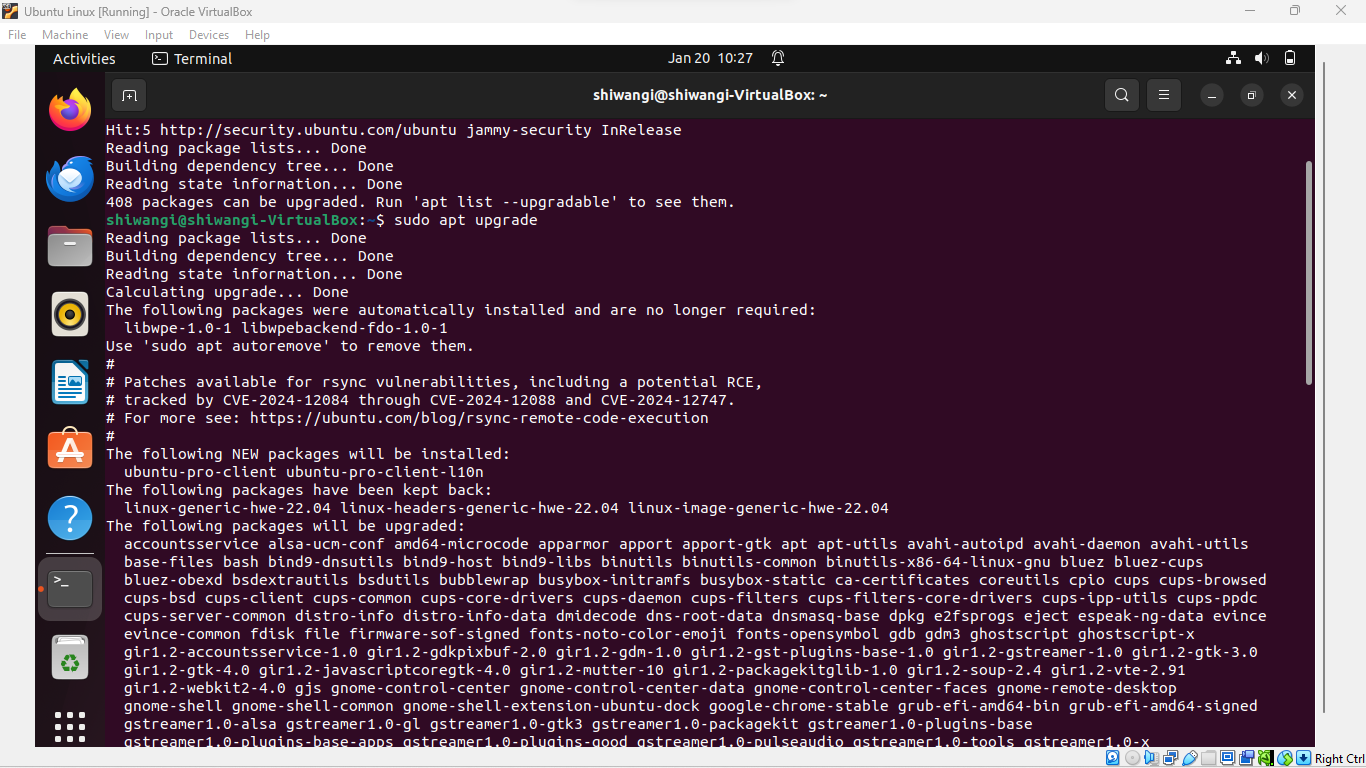 Ubuntu Linux [Running] - Oracle VirtualBox
File Machine View Input Devices Help
Activities Terminal Jan 20 10:27
shiwangi@shiwangi-VirtualBox: ~
Hit:5 http://security.ubuntu.com/ubuntu jammy-security InRelease
Reading package lists... Done
Building dependency tree... Done
Reading state information... Done
408 packages can be upgraded. Run 'apt list --upgradable' to see them.
shiwangi@shiwangi-VirtualBox:~$ sudo apt upgrade
Reading package lists... Done
Building dependency tree... Done
Reading state information... Done
Calculating upgrade... Done
The following packages were automatically installed and are no longer required:
libwpe-1.0-1 libwpebackend-fdo-1.0-1
Use 'sudo apt autoremove' to remove them.
#
# Patches available for rsync vulnerabilities, including a potential RCE,
# tracked by CVE-2024-12084 through CVE-2024-12088 and CVE-2024-12747.
# For more see: https://ubuntu.com/blog/rsync-remote-code-execution
#
The following NEW packages will be installed:
ubuntu-pro-client ubuntu-pro-client-l10n
The following packages have been kept back:
linux-generic-hwe-22.04 linux-headers-generic-hwe-22.04 linux-image-generic-hwe-22.04
The following packages will be upgraded:
accountsservice alsa-ucm-conf amd64-microcode apparmor apport apport-gtk apt apt-utils avahi-autoipd avahi-daemon avahi-utils
base-files bash bind9-dnsutils bind9-host bind9-libs binutils binutils-common binutils-x86-64-linux-gnu bluez bluez-cups
bluez-obexd bsdextrautils bsdutils bubblewrap busybox-initramfs busybox-static ca-certificates coreutils cpio cups cups-browsed
cups-bsd cups-client cups-common cups-core-drivers cups-daemon cups-filters cups-filters-core-drivers cups-ipp-utils cups-ppdc
cups-server-common distro-info distro-info-data dmidecode dns-root-data dnsmasq-base dpkg e2fsprogs eject espeak-ng-data evince
evince-common fdisk file firmware-sof-signed fonts-noto-color-emoji fonts-opensymbol gdb gdm3 ghostscript ghostscript-x
gir1.2-accountsservice-1.0 gir1.2-gdkpixbuf-2.0 gir1.2-gdm-1.0 gir1.2-gst-plugins-base-1.0 gir1.2-gstreamer-1.0 gir1.2-gtk-3.0
gir1.2-gtk-4.0 gir1.2-javascriptcoregtk-4.0 gir1.2-mutter-10 gir1.2-packagekitglib-1.0 gir1.2-soup-2.4 gir1.2-vte-2.91
gir1.2-webkit2-4.0 gjs gnome-control-center gnome-control-center-data gnome-control-center-faces gnome-remote-desktop
gnome-shell gnome-shell-common gnome-shell-extension-ubuntu-dock google-chrome-stable grub-efi-amd64-bin grub-efi-amd64-signed
gstreamer1.0-alsa gstreamer1.0-gl gstreamer1.0-gtk3 gstreamer1.0-packagekit gstreamer1.0-plugins-base
gstreamer1.0-plugins-base-apps gstreamer1.0-plugins-good gstreamer1.0-pulseaudio gstreamer1.0-tools gstreamer1.0-x
Right Ctrl